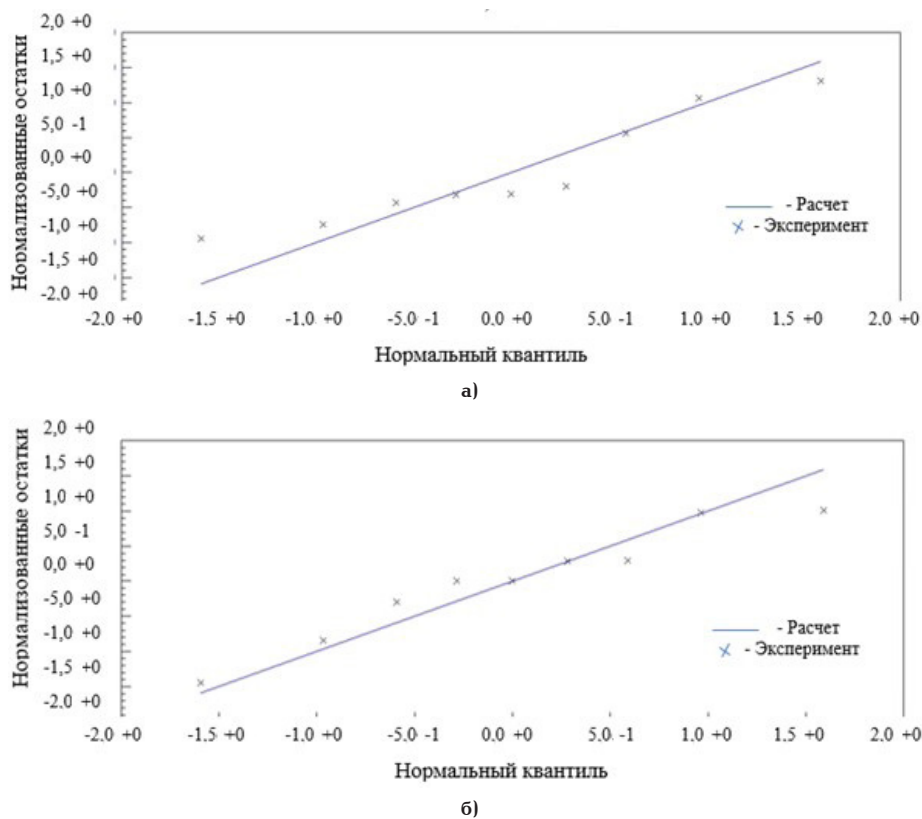 Нормализованные остатки
2,0 +0
1,5 +0
1,0 +0
5,0 -1
0,0 +0
-5,0 +0
-1,0 +0
-1,5 +0
-2,0 +0
- Расчет
- Эксперимент
-2.0 +0 -1.5 +0 -1.0 +0 -5.0 -1 0.0 +0 5.0 -1 1.0 +0 1.5 +0 2.0 +0
Нормальный квантиль
а)
Нормализованные остатки
2,0 +0
1,5 +0
1,0 +0
0,5 -1
0,0 +0
-5,0 +0
-1,0 +0
-1,5 +0
-2,0 +0
- Расчет
- Эксперимент
-2.0 +0 -1.5 +0 -1.0 +0 -5.0 -1 0.0 +0 5.0 -1 1.0 +0 1.5 +0 2.0 +0
Нормальный квантиль
б)